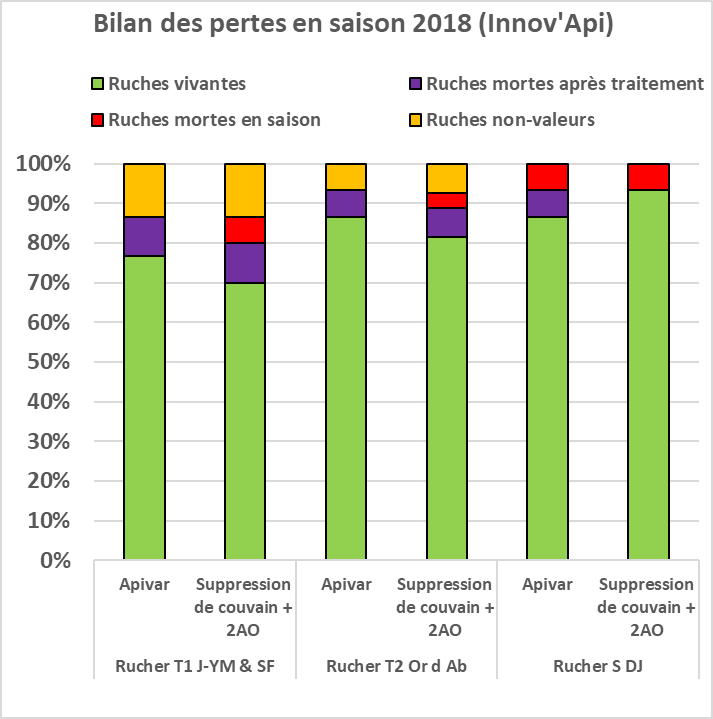 Bilan des pertes en saison 2018 (Innov'Api)
Ruches vivantes
Ruches mortes après traitement
Ruches mortes en saison
Ruches non-valeurs
100%
90%
80%
70%
60%
50%
40%
30%
20%
10%
0%
Apivar
Suppression
de couvain +
2AO
Apivar
Suppression
de couvain +
2AO
Apivar
Suppression
de couvain +
2AO
Rucher T1 J-YM & SF
Rucher T2 Or d Ab
Rucher S DJ